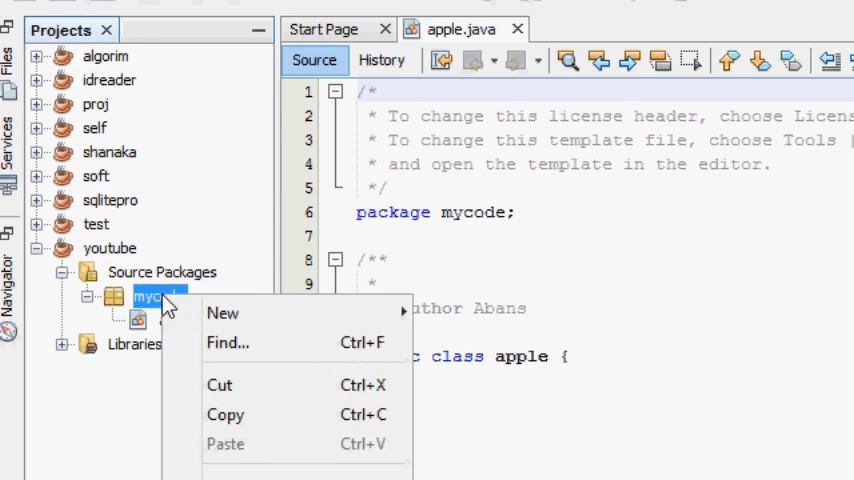 Projects
Start Page
apple.java
Source
History
Files
Services
Navigator
algorim
idreader
proj
self
shanaka
soft
sqlitepro
test
youtube
Source Packages
Libraries
New
Find... Ctrl+F
Cut Ctrl+X
Copy Ctrl+C
Paste Ctrl+V
1 /*
2 * To change this license header, choose
3 * To change this template file, choose Tools |
4 * and open the template in the editor.
5 */
6 package mycode;
7
8 /**
9 *
Abans
class apple {